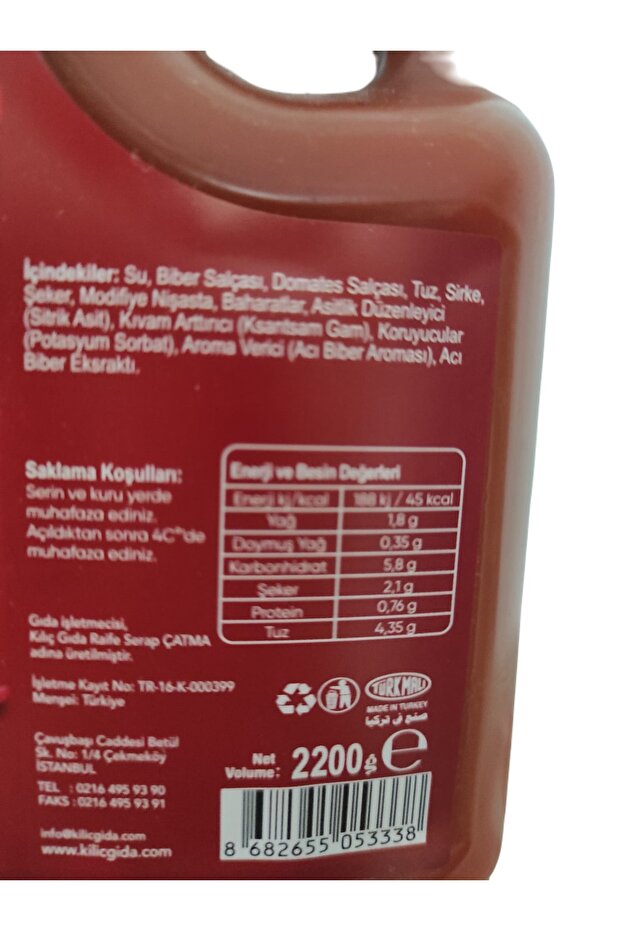 İçindekiler: Su, Biber Salçası, Domates Salçası, Tuz, Sirke,
Şeker, Modifiye Nişasta, Baharatlar, Asitlik Düzenleyici
(Sitrik Asit), Kıvam Arttırıcı (Ksantsam Gam), Koruyucular
(Potasyum Sorbat), Aroma Verici (Acı Biber Aroması), Acı
Biber Eksraktı.
Saklama Koşulları:
Serin ve kuru yerde
muhafaza ediniz.
Açıldıktan sonra 4C°'de
muhafaza ediniz.
Enerji ve Besin Değerleri
Enerji kj/kcal 188 kj / 45 kcal
Yağ 1,8 g
Doymuş Yağ 0,35 g
Karbonhidrat 5,8 g
Şeker 2,1 g
Protein 0,76 g
Tuz 4,35 g
Gıda işletmecisi,
Kılıç Gıda Raife Serap ÇATMA
adına üretilmiştir.
İşletme Kayıt No: TR-16-K-000399
Menşei: Türkiye
TÜRK MALI
MADE IN TURKEY
صنع في تركيا
Çavuşbaşı Caddesi Betül
Sk. No: 1/4 Çekmeköy
İSTANBUL
TEL : 0216 495 93 90
FAKS : 0216 495 93 91
info@kilicgida.com
www.kilicgida.com
Net
Volume: 2200g e
8 682655 053338